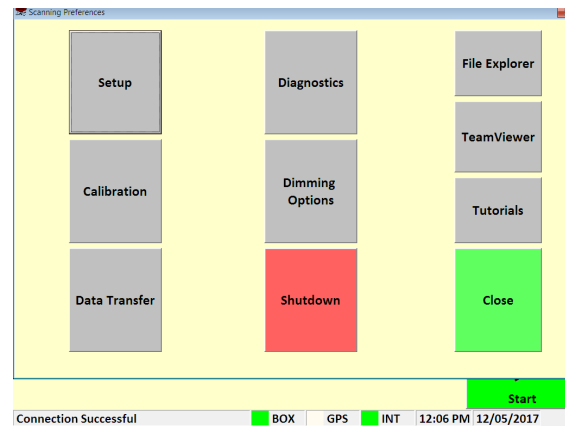 Scanning Preferences
Setup
Diagnostics
File Explorer
TeamViewer
Calibration
Dimming
Options
Tutorials
Data Transfer
Shutdown
Close
Start
Connection Successful BOX GPS INT 12:06 PM 12/05/2017